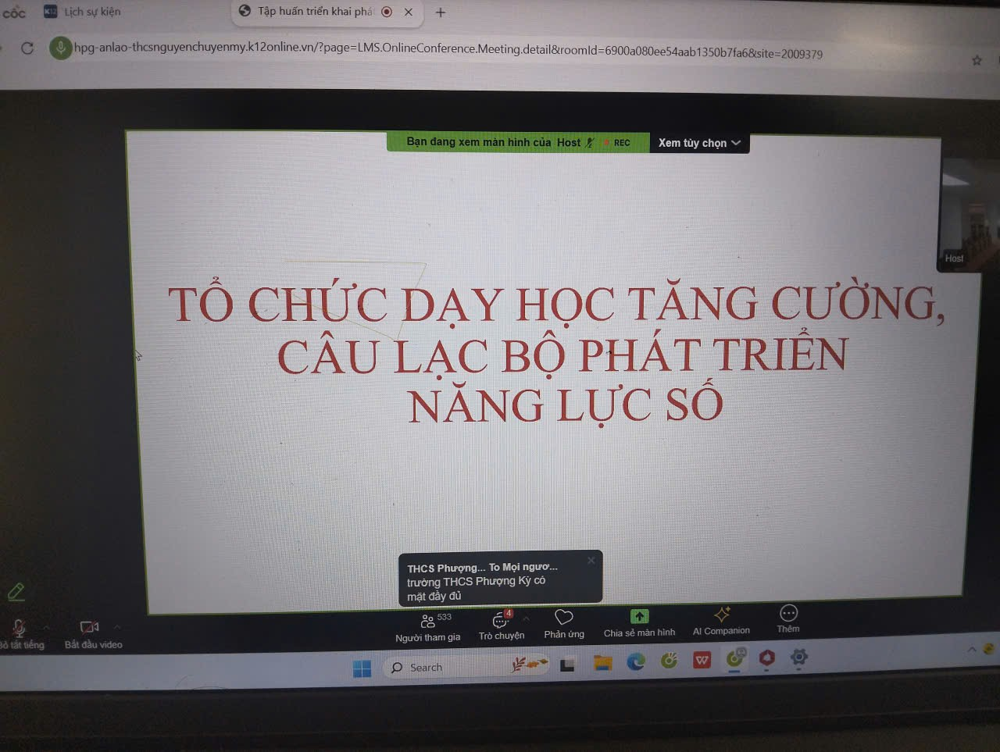 cốc
K12 Lịch sự kiện
Tập huấn triển khai phá
hpg-anlao-thcsnguyenchuyenmy.k12online.vn/?page=LMS.OnlineConference.Meeting.detail&roomId=6900a080ee54aab1350b7fa6&site=2009379
Bạn đang xem màn hình của Host REC Xem tùy chọn
Host
TỔ CHỨC DẠY HỌC TĂNG CƯỜNG,
CÂU LẠC BỘ PHÁT TRIỂN
NĂNG LỰC SỐ
THCS Phượng... To Mọi ngươ...
trường THCS Phượng Kỳ có
mặt đầy đủ
Bỏ tắt tiếng
Bắt đầu video
533
Người tham gia
4
Trò chuyện
Phản ứng
Chia sẻ màn hình
AI Companion
Thêm
Search
W